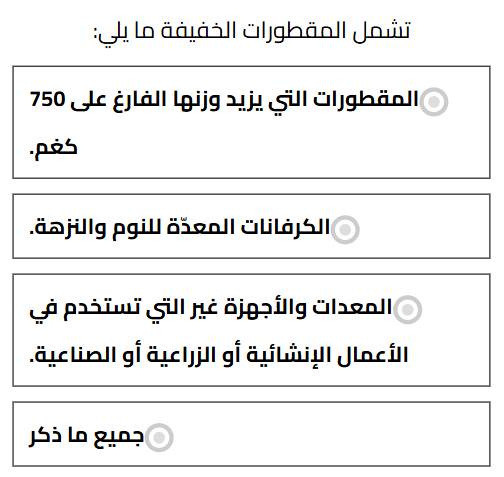 تشمل المقطورات الخفيفة ما يلي:
المقطورات التي يزيد وزنها الفارغ على 750
كغم.
الكرفانات المعدّة للنوم والنزهة.
المعدات والأجهزة غير التي تستخدم في
الأعمال الإنشائية أو الزراعية أو الصناعية.
جميع ما ذكر